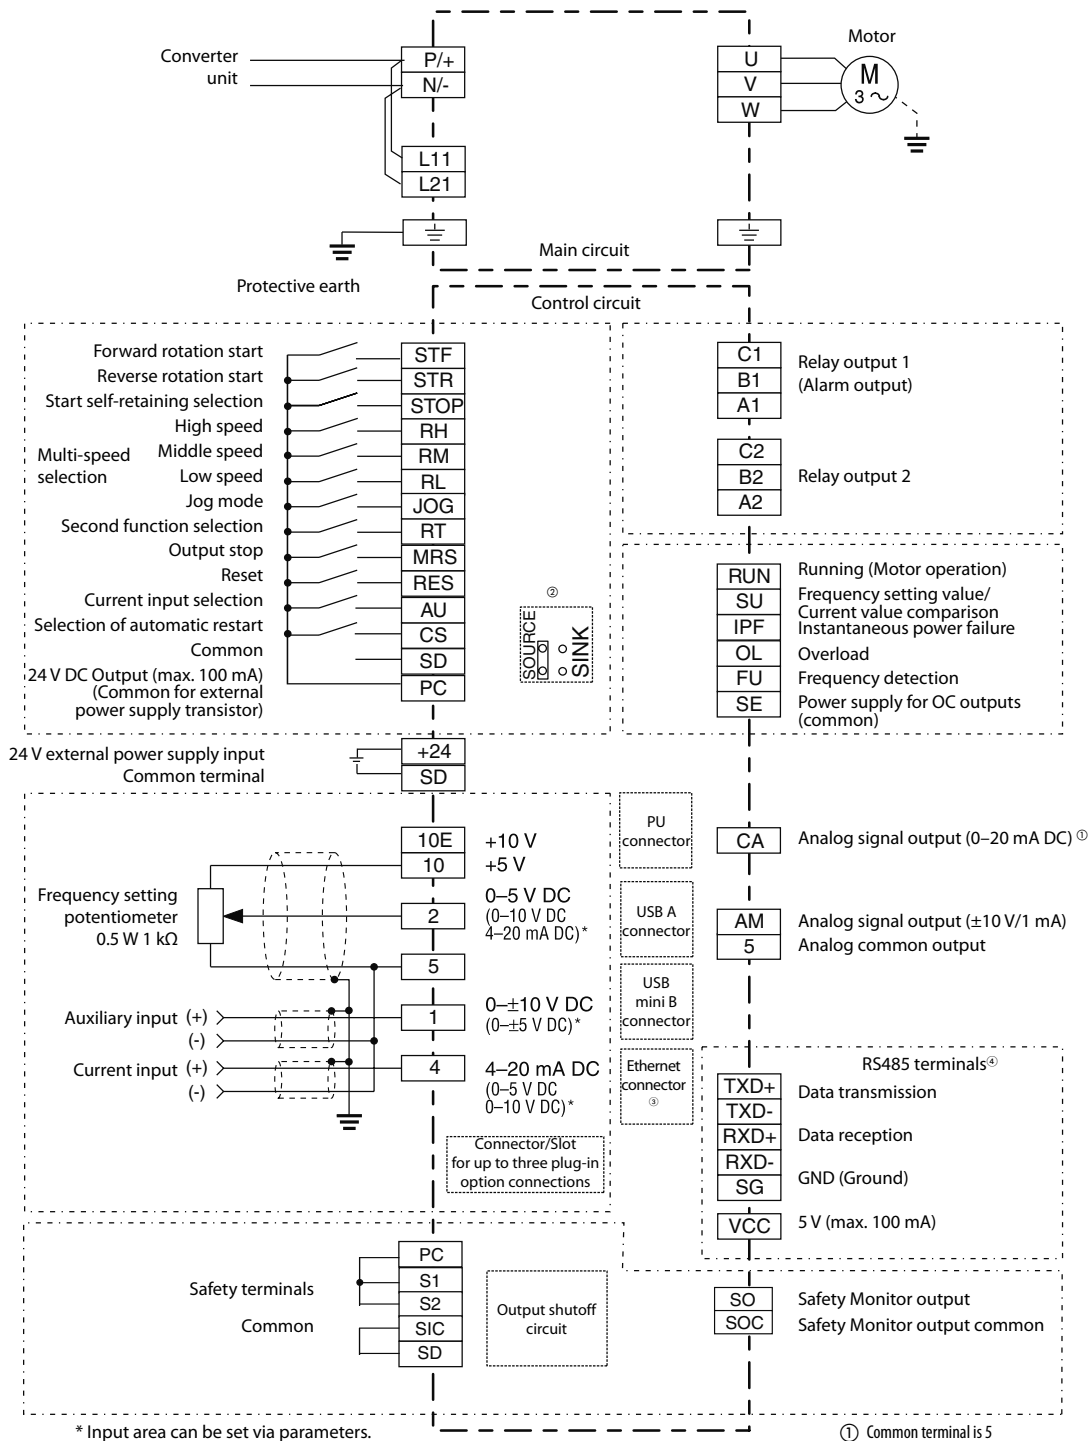 Converter
unit
P/+
N/-
L11
L21
U
V
W
Motor
M
3 ~
Main circuit
Protective earth
Control circuit
Forward rotation start
STF
Reverse rotation start
STR
Start self-retaining selection
STOP
Multi-speed
selection
High speed
RH
Middle speed
RM
Low speed
RL
Jog mode
JOG
Second function selection
RT
Output stop
MRS
Reset
RES
Current input selection
AU
Selection of automatic restart
CS
Common
SD
24 V DC Output (max. 100 mA)
(Common for external
power supply transistor)
PC
②
SOURCE
SINK
C1
B1
A1
Relay output 1
(Alarm output)
C2
B2
A2
Relay output 2
RUN
Running (Motor operation)
SU
Frequency setting value/
Current value comparison
IPF
Instantaneous power failure
OL
Overload
FU
Frequency detection
SE
Power supply for OC outputs
(common)
24 V external power supply input
+24
Common terminal
SD
10E
+10 V
10
+5 V
Frequency setting
potentiometer
0.5 W 1 kΩ
2
0–5 V DC
(0–10 V DC
4–20 mA DC)*
5
Auxiliary input (+)
(-)
1
0–±10 V DC
(0–±5 V DC)*
Current input (+)
(-)
4
4–20 mA DC
(0–5 V DC
0–10 V DC)*
Connector/Slot
for up to three plug-in
option connections
PU
connector
USB A
connector
USB
mini B
connector
Ethernet
connector
③
CA
Analog signal output (0–20 mA DC) ①
AM
Analog signal output (±10 V/1 mA)
5
Analog common output
RS485 terminals④
TXD+
TXD-
Data transmission
RXD+
RXD-
Data reception
SG
GND (Ground)
VCC
5 V (max. 100 mA)
Safety terminals
Common
PC
S1
S2
SIC
SD
Output shutoff
circuit
SO
Safety Monitor output
SOC
Safety Monitor output common
* Input area can be set via parameters.
① Common terminal is 5